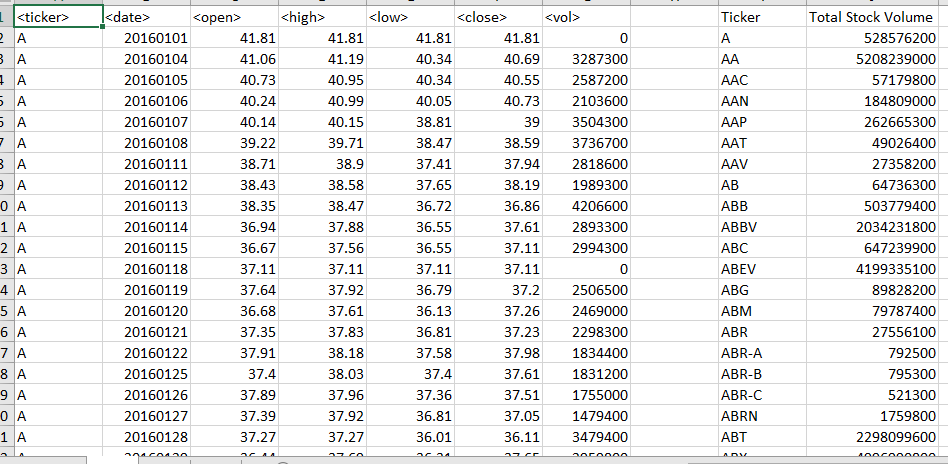 1 <ticker> <date> <open> <high> <low> <close> <vol> Ticker Total Stock Volume
2 A 20160101 41.81 41.81 41.81 41.81 0 A 528576200
3 A 20160104 41.06 41.19 40.34 40.69 3287300 AA 5208239000
4 A 20160105 40.73 40.95 40.34 40.55 2587200 AAC 57179800
5 A 20160106 40.24 40.99 40.05 40.73 2103600 AAN 184809000
6 A 20160107 40.14 40.15 38.81 39 3504300 AAP 262665300
7 A 20160108 39.22 39.71 38.47 38.59 3736700 AAT 49026400
8 A 20160111 38.71 38.9 37.41 37.94 2818600 AAV 27358200
9 A 20160112 38.43 38.58 37.65 38.19 1989300 AB 64736300
0 A 20160113 38.35 38.47 36.72 36.86 4206600 ABB 503779400
1 A 20160114 36.94 37.88 36.55 37.61 2893300 ABBV 2034231800
2 A 20160115 36.67 37.56 36.55 37.11 2994300 ABC 647239900
3 A 20160118 37.11 37.11 37.11 37.11 0 ABEV 4199335100
4 A 20160119 37.64 37.92 36.79 37.2 2506500 ABG 89828200
5 A 20160120 36.68 37.61 36.13 37.26 2469000 ABM 79787400
6 A 20160121 37.35 37.83 36.81 37.23 2298300 ABR 27556100
7 A 20160122 37.91 38.18 37.58 37.98 1834400 ABR-A 792500
8 A 20160125 37.4 38.03 37.4 37.61 1831200 ABR-B 795300
9 A 20160126 37.89 37.96 37.36 37.51 1755000 ABR-C 521300
0 A 20160127 37.39 37.92 36.81 37.05 1479400 ABRN 1759800
1 A 20160128 37.27 37.27 36.01 36.11 3479400 ABT 2298099600